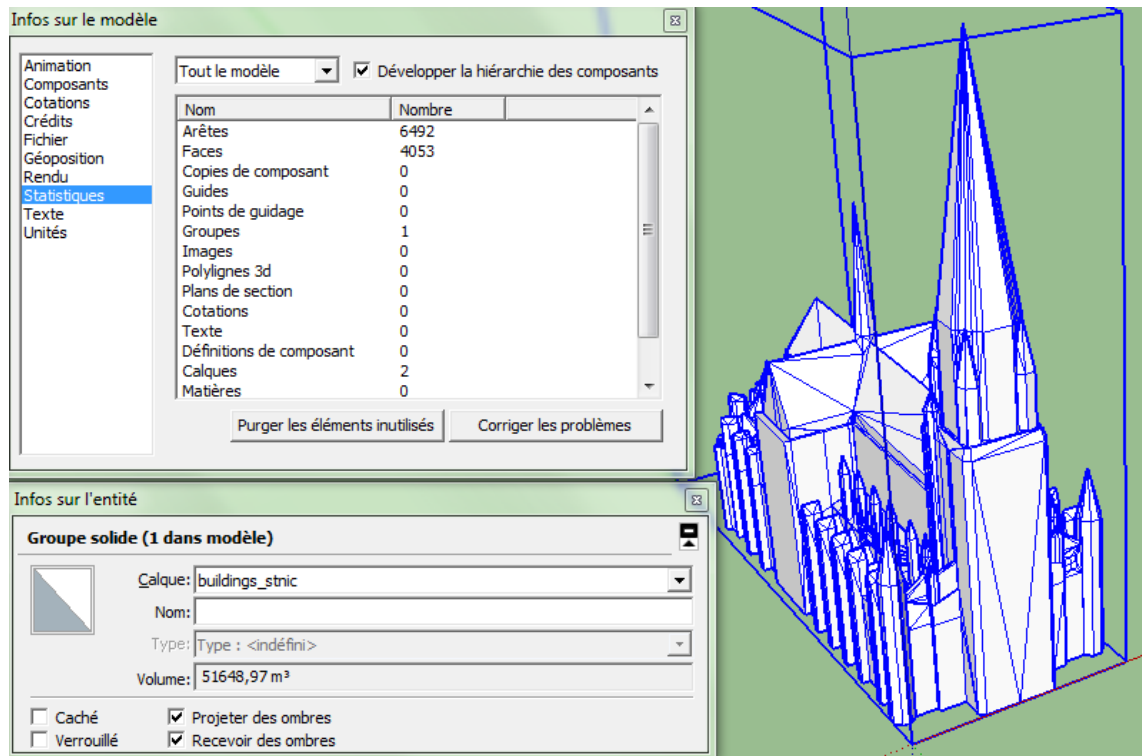 Infos sur le modèle
Animation
Composants
Cotations
Crédits
Fichier
Géoposition
Rendu
Statistiques
Texte
Unités
Tout le modèle
Développer la hiérarchie des composants
Nom Nombre
Arêtes 6492
Faces 4053
Copies de composant 0
Guides 0
Points de guidage 0
Groupes 1
Images 0
Polylignes 3d 0
Plans de section 0
Cotations 0
Texte 0
Définitions de composant 0
Calques 2
Matières 0
Purger les éléments inutilisés Corriger les problèmes
Infos sur l'entité
Groupe solide (1 dans modèle)
Calque: buildings_stnic
Nom:
Type: Type : <indéfini>
Volume: 51648,97 m³
Caché Projeter des ombres
Verrouillé Recevoir des ombres